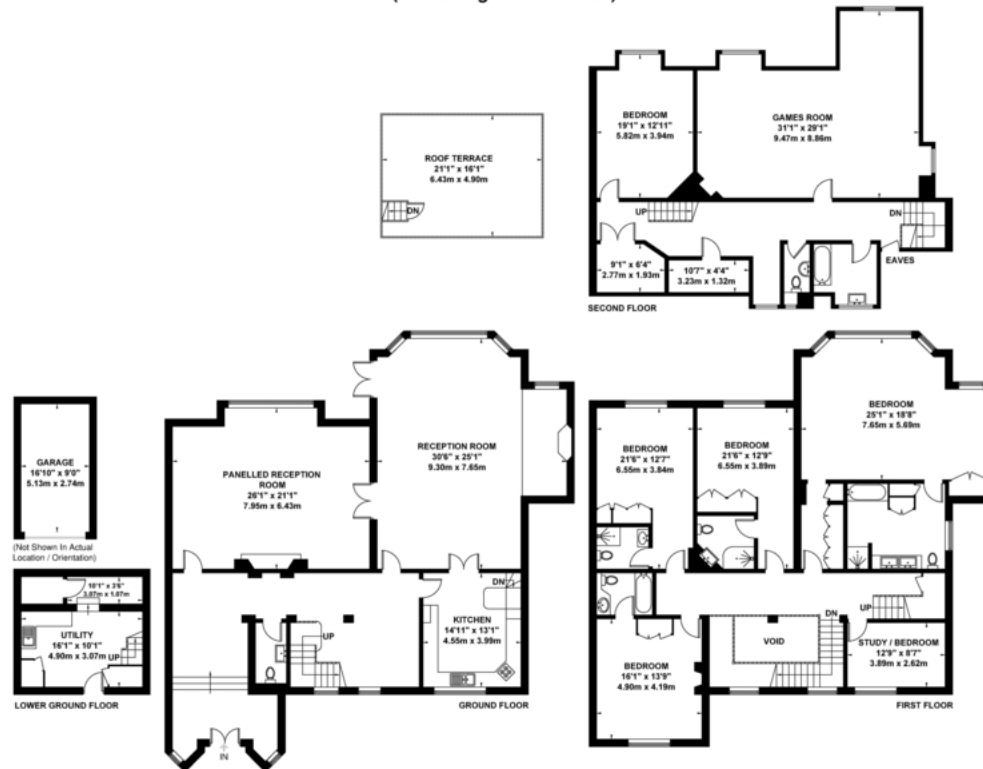 BEDROOM
19'1" x 12'11"
5.82m x 3.94m
GAMES ROOM
31'1" x 29'1"
9.47m x 8.86m
UP
DN
9'1" x 6'4"
2.77m x 1.93m
10'7" x 4'4"
3.23m x 1.32m
EAVES
SECOND FLOOR
ROOF TERRACE
21'1" x 16'1"
6.43m x 4.90m
DN
GARAGE
16'10" x 9'0"
5.13m x 2.74m
(Not Shown In Actual
Location / Orientation)
10'1" x 3'6"
3.07m x 1.07m
UTILITY
16'1" x 10'1"
4.90m x 3.07m
UP
LOWER GROUND FLOOR
PANELLED RECEPTION
ROOM
26'1" x 21'1"
7.95m x 6.43m
RECEPTION ROOM
30'6" x 25'1"
9.30m x 7.65m
DN
KITCHEN
14'11" x 13'1"
4.55m x 3.99m
UP
IN
GROUND FLOOR
BEDROOM
21'6" x 12'7"
6.55m x 3.84m
BEDROOM
21'6" x 12'9"
6.55m x 3.89m
BEDROOM
25'1" x 18'8"
7.65m x 5.69m
DN
UP
VOID
STUDY / BEDROOM
12'9" x 8'7"
3.89m x 2.62m
BEDROOM
16'1" x 13'9"
4.90m x 4.19m
FIRST FLOOR